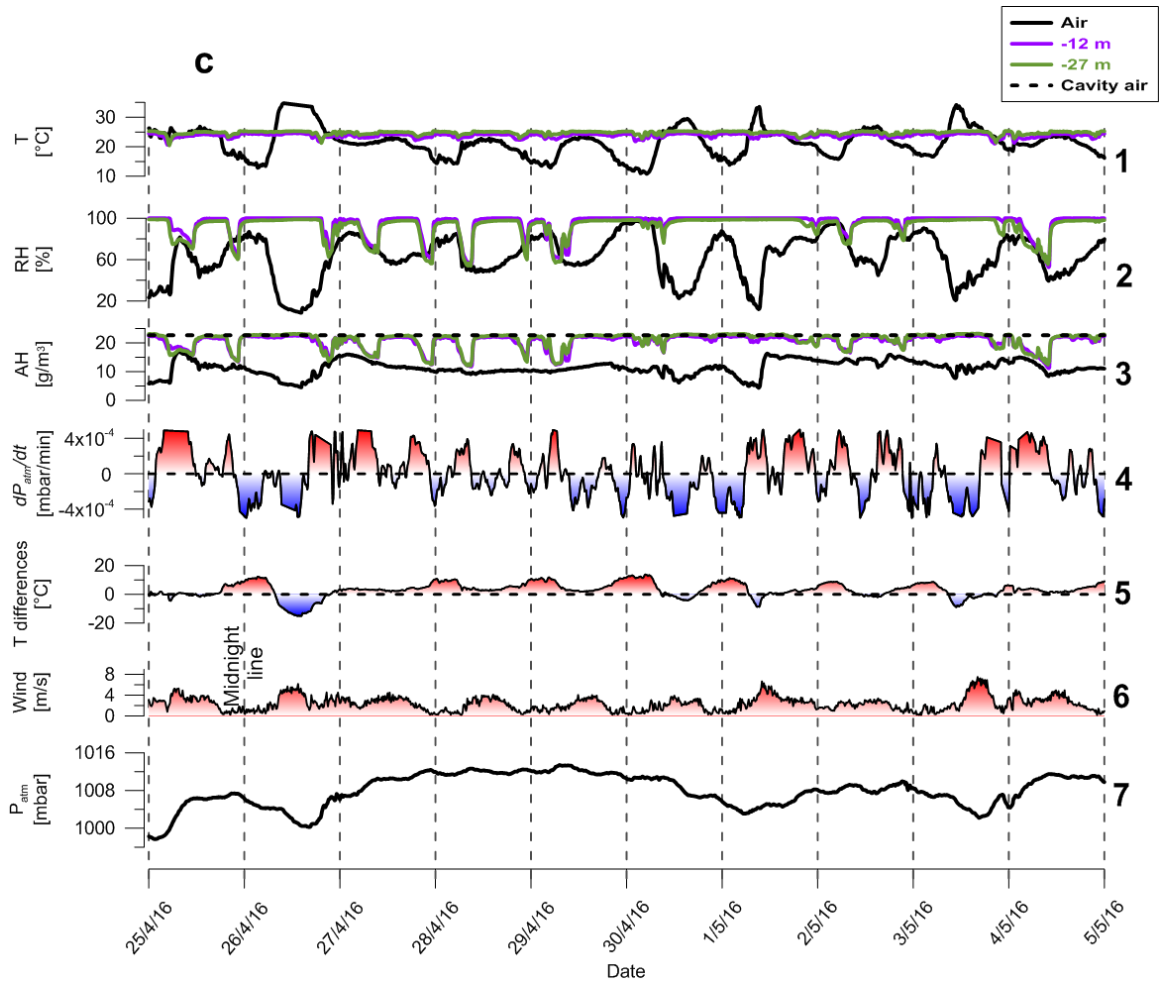 Air
-12 m
-27 m
Cavity air
c
30
20
10
T
[°C]
1
100
60
20
RH
[%]
2
20
10
0
AH
[g/m³]
3
4x10⁻⁴
0
-4x10⁻⁴
dPatm/dt
[mbar/min]
4
20
0
-20
T differences
[°C]
5
Midnight
line
8
4
0
Wind
[m/s]
6
1016
1008
1000
Patm
[mbar]
7
25/4/16
26/4/16
27/4/16
28/4/16
29/4/16
30/4/16
1/5/16
2/5/16
3/5/16
4/5/16
5/5/16
Date